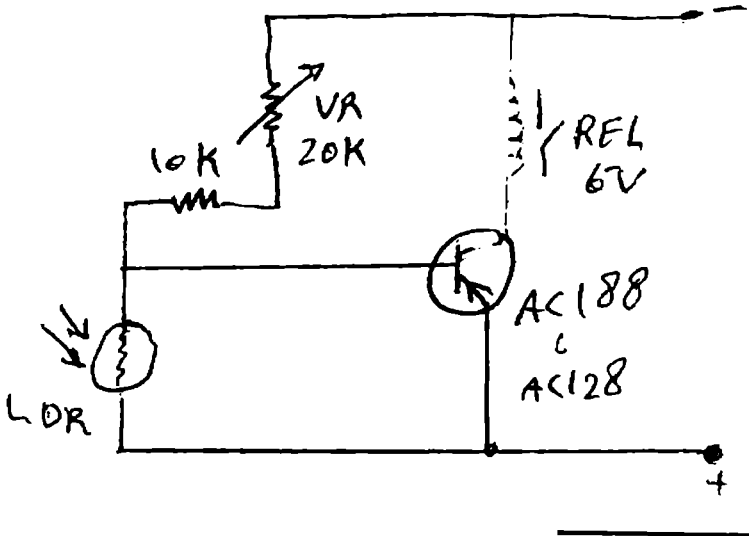 −
VR
20K
10K
REL
6V
AC188
AC128
LDR
+